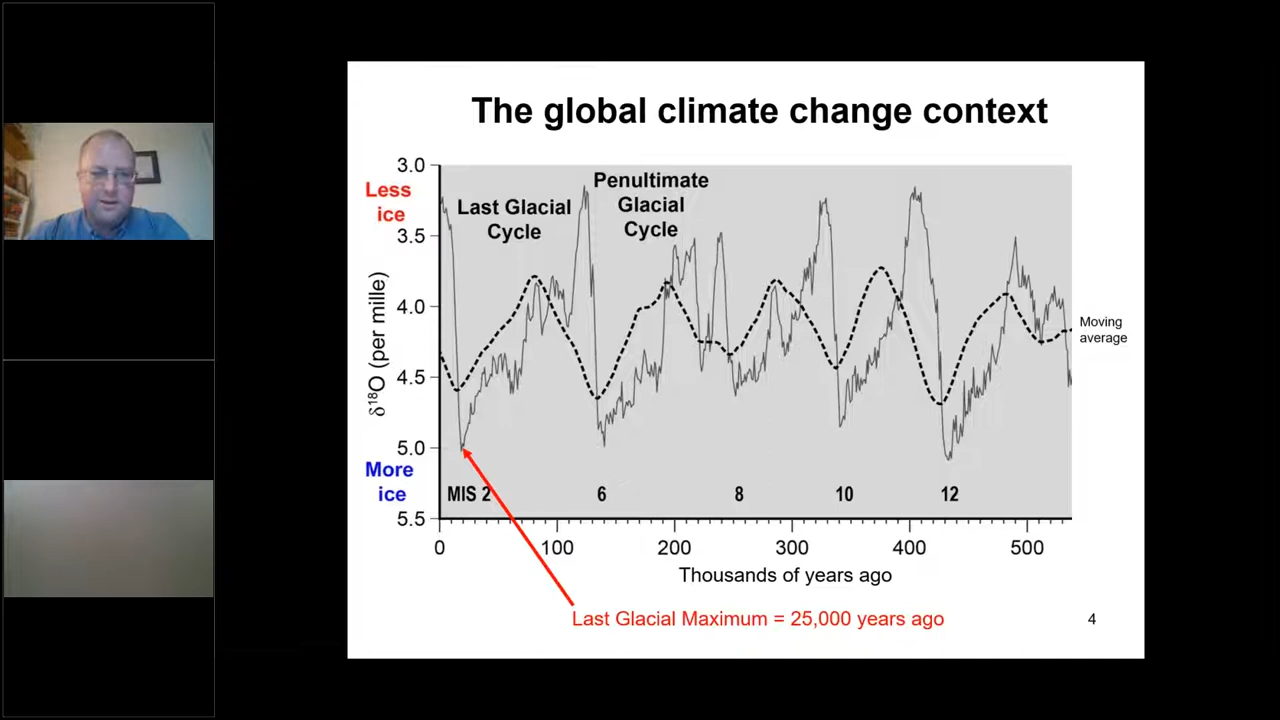 The global climate change context
3.0
Less
ice
Last Glacial
Cycle
Penultimate
Glacial
Cycle
3.5
4.0
Moving
average
δ18O (per mille)
4.5
5.0
More
ice
MIS 2
6
8
10
12
5.5
0
100
200
300
400
500
Thousands of years ago
Last Glacial Maximum = 25,000 years ago
4